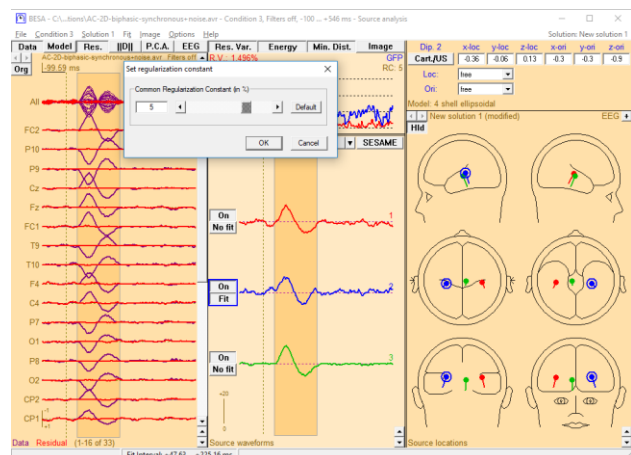 BESA - C:\...\tions\AC-2D-biphasic-synchronous+noise.avr - Condition 3, Filters off, -100 ... +546 ms - Source analysis
File Condition 3 Solution 1 Fit Image Options Help Solution: New solution 1
Data Model Res. ||D|| P.C.A. EEG Res. Var. Energy Min. Dist. Image
AC-2D-biphasic-synchronous+noise.avr Filters off R.V.: 1.496% GFP
Org -99.59 ms RC: 5
Dip. 2 x-loc y-loc z-loc x-ori y-ori z-ori
Cart./US -0.36 -0.06 0.13 -0.3 -0.3 -0.9
Loc: free
Ori: free
Model: 4 shell ellipsoidal
New solution 1 (modified) EEG +
Hld
Set regularization constant
Common Regularization Constant (in %)
5 Default
OK Cancel
SESAME
All
FC2
P10
P9
Cz
Fz
FC1
T9
T10
F4
C4
P7
O1
P8
O2
CP2
CP1
On
No fit
1
On
Fit
2
On
No fit
3
+20
0
Data Residual (1-16 of 33) Source waveforms Source locations